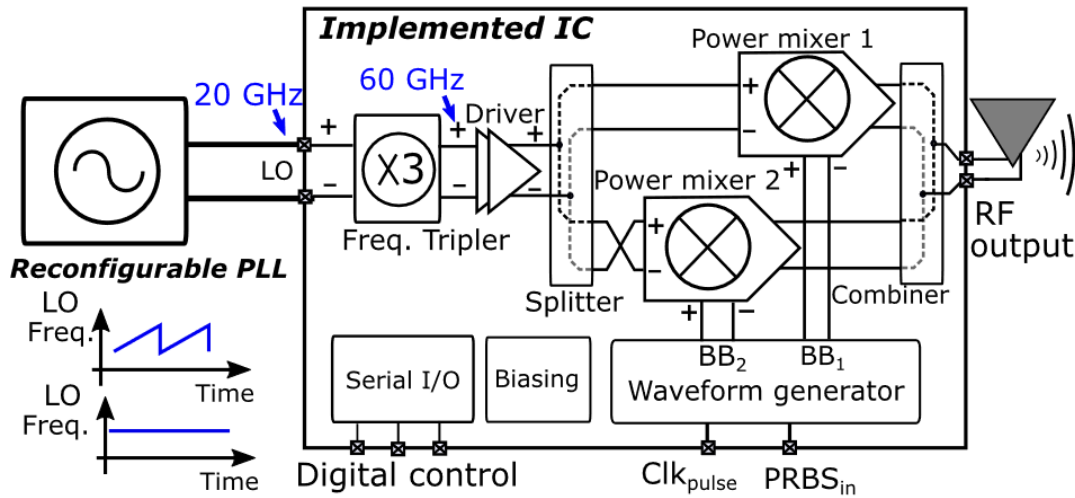 Implemented IC
Power mixer 1
20 GHz
60 GHz
Driver
+
+
+
+
−
LO
X3
−
−
−
Power mixer 2
+
−
Freq. Tripler
+
−
RF
output
Reconfigurable PLL
Splitter
Combiner
+
−
LO
Freq.
Time
BB2
BB1
Serial I/O
Biasing
Waveform generator
LO
Freq.
Time
Digital control
Clkpulse
PRBSin